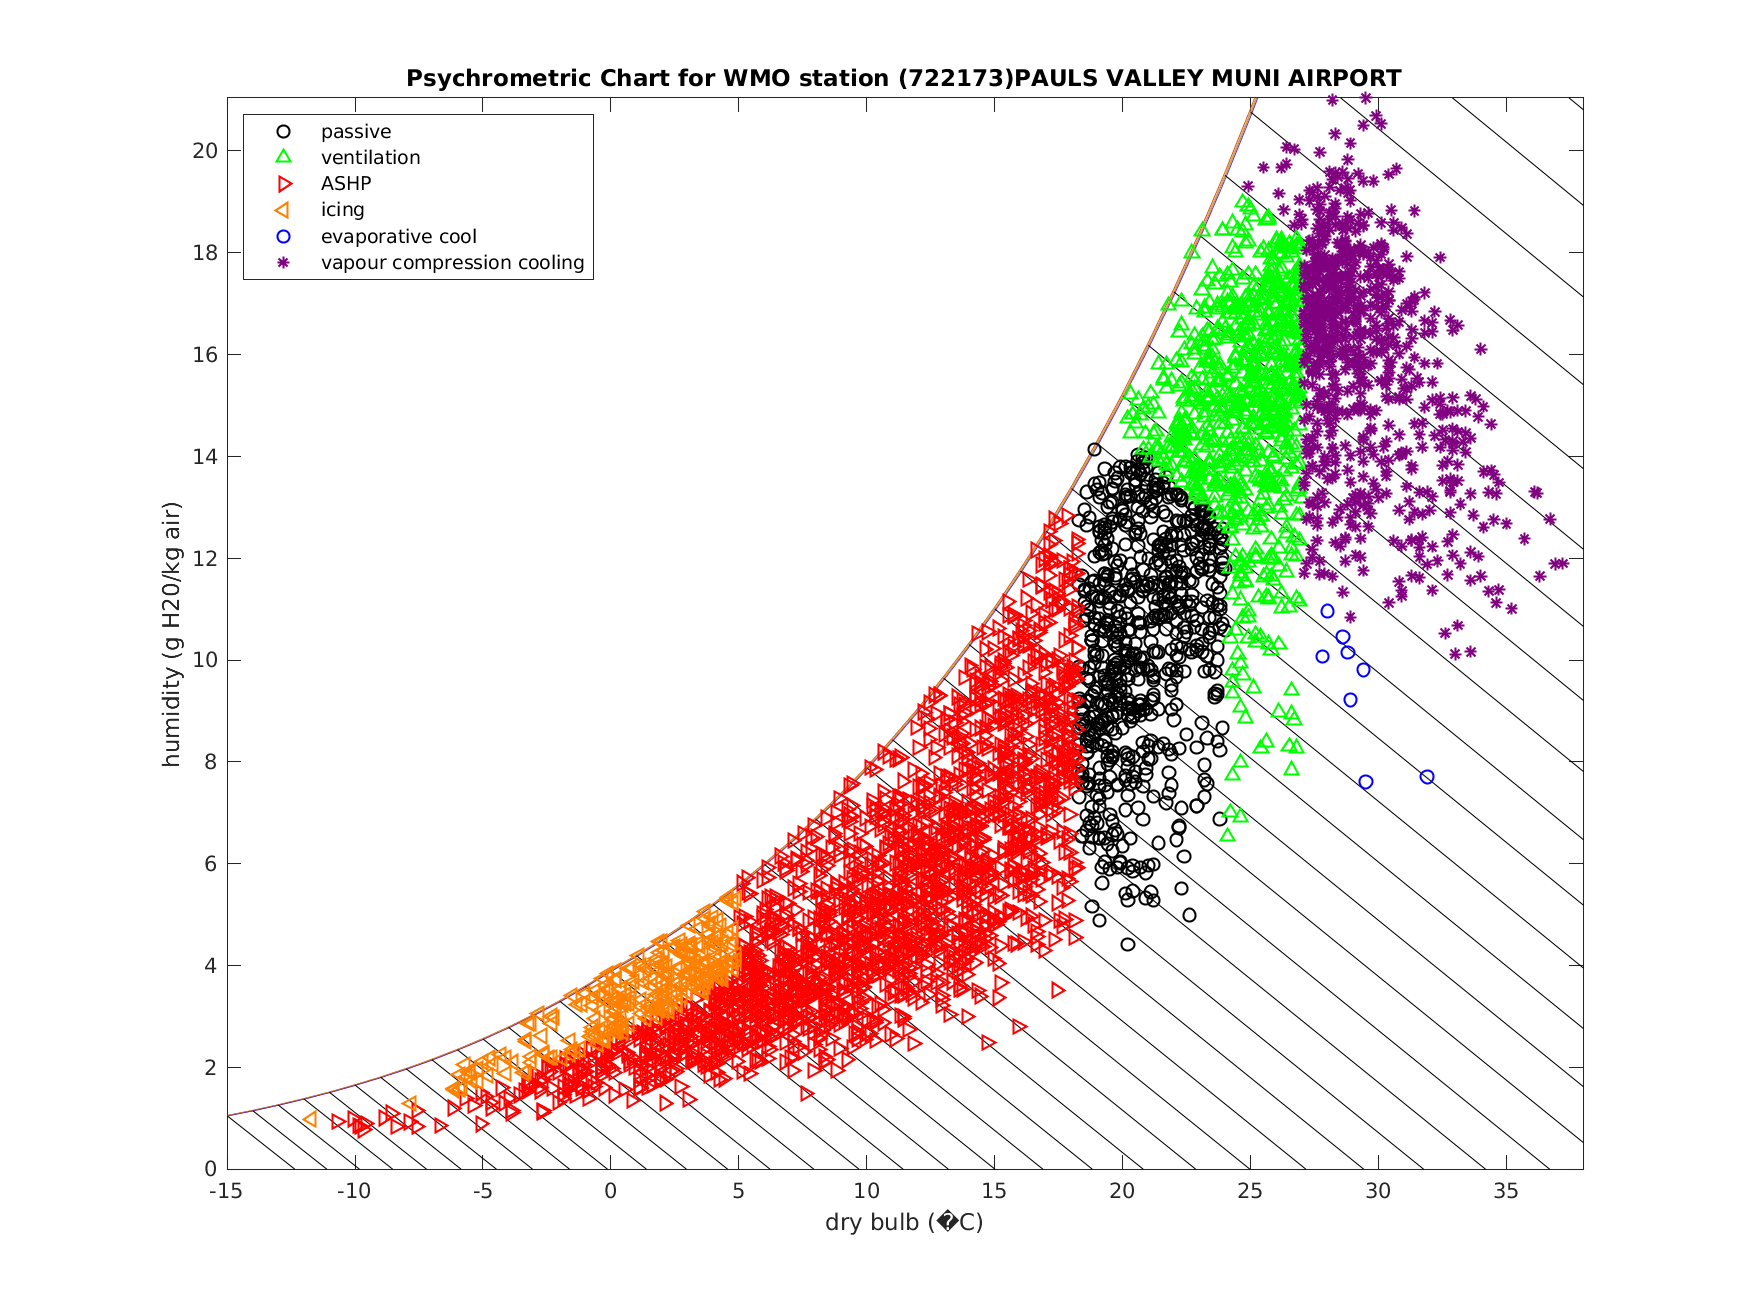 Psychrometric Chart for WMO station (722173)PAULS VALLEY MUNI AIRPORT
passive
ventilation
ASHP
icing
evaporative cool
vapour compression cooling
humidity (g H20/kg air)
20
18
16
14
12
10
8
6
4
2
0
-15 -10 -5 0 5 10 15 20 25 30 35
dry bulb (�C)